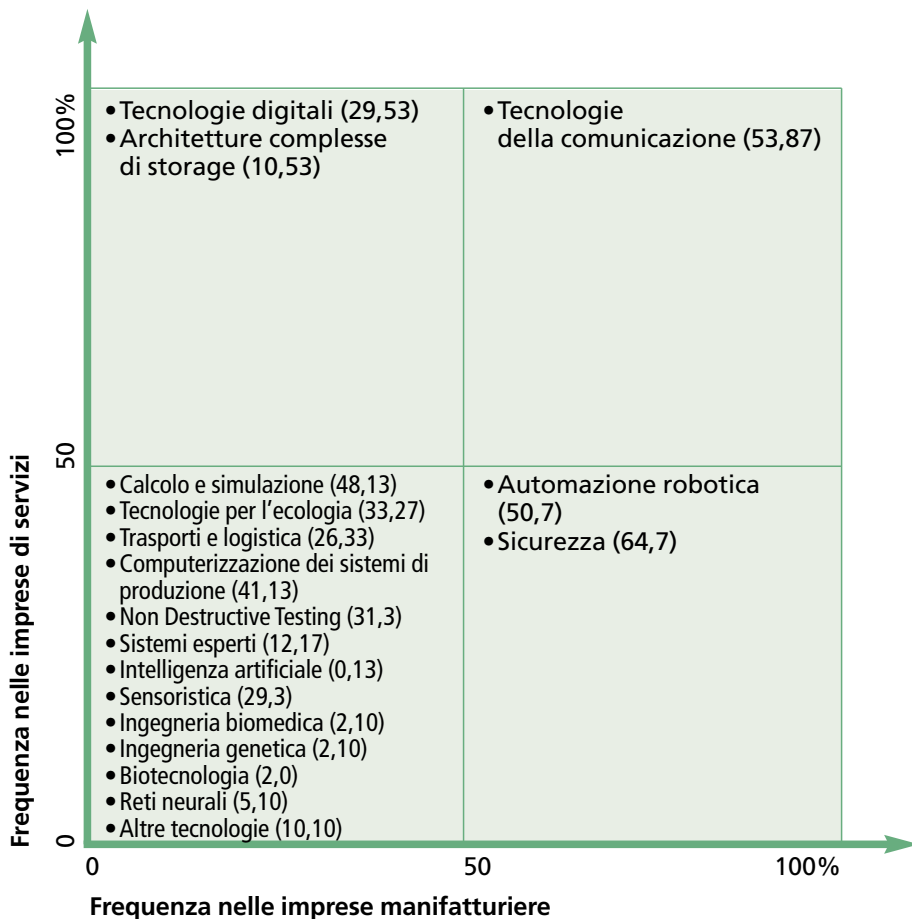 100%
• Tecnologie digitali (29,53)
• Architetture complesse
di storage (10,53)
• Tecnologie
della comunicazione (53,87)
50
• Calcolo e simulazione (48,13)
• Tecnologie per l'ecologia (33,27)
• Trasporti e logistica (26,33)
• Computerizzazione dei sistemi di
produzione (41,13)
• Non Destructive Testing (31,3)
• Sistemi esperti (12,17)
• Intelligenza artificiale (0,13)
• Sensoristica (29,3)
• Ingegneria biomedica (2,10)
• Ingegneria genetica (2,10)
• Biotecnologia (2,0)
• Reti neurali (5,10)
• Altre tecnologie (10,10)
• Automazione robotica
(50,7)
• Sicurezza (64,7)
Frequenza nelle imprese di servizi
0
0
50
100%
Frequenza nelle imprese manifatturiere